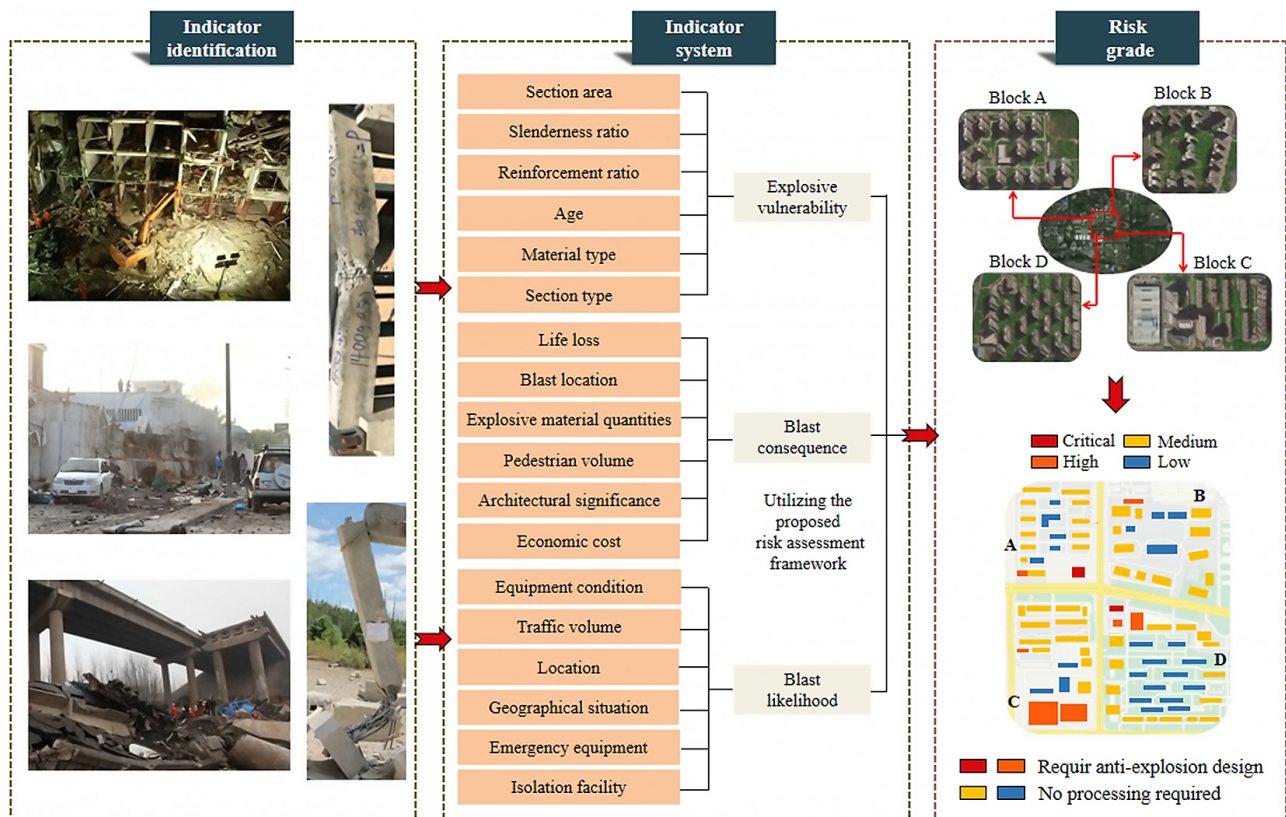 Indicator
identification
Indicator
system
Section area
Slenderness ratio
Reinforcement ratio
Age
Material type
Section type
Explosive
vulnerability
Life loss
Blast location
Explosive material quantities
Pedestrian volume
Architectural significance
Economic cost
Blast
consequence
Utilizing the
proposed
risk assessment
framework
Equipment condition
Traffic volume
Location
Geographical situation
Emergency equipment
Isolation facility
Blast
likelihood
Risk
grade
Block A
Block B
Block D
Block C
Critical
Medium
High
Low
B
A
D
C
Requir anti-explosion design
No processing required